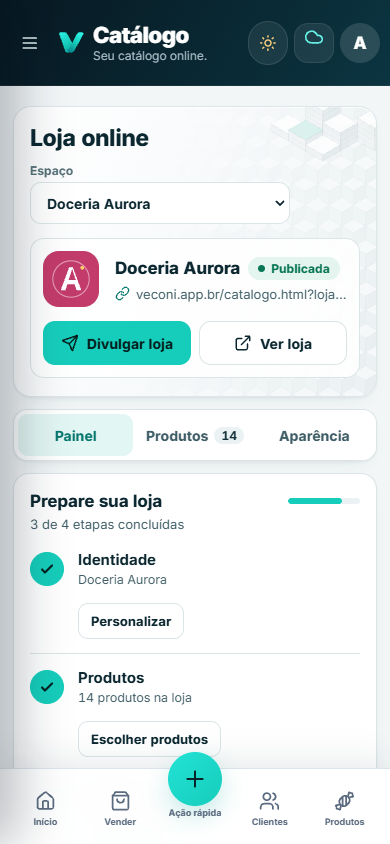 Catálogo
Seu catálogo online.
A
Loja online
Espaço
Doceria Aurora
A
Doceria Aurora
Publicada
veconi.app.br/catalogo.html?loja...
Divulgar loja
Ver loja
Painel
Produtos 14
Aparência
Prepare sua loja
3 de 4 etapas concluídas
Identidade
Doceria Aurora
Personalizar
Produtos
14 produtos na loja
Escolher produtos
Início
Vender
Ação rápida
Clientes
Produtos